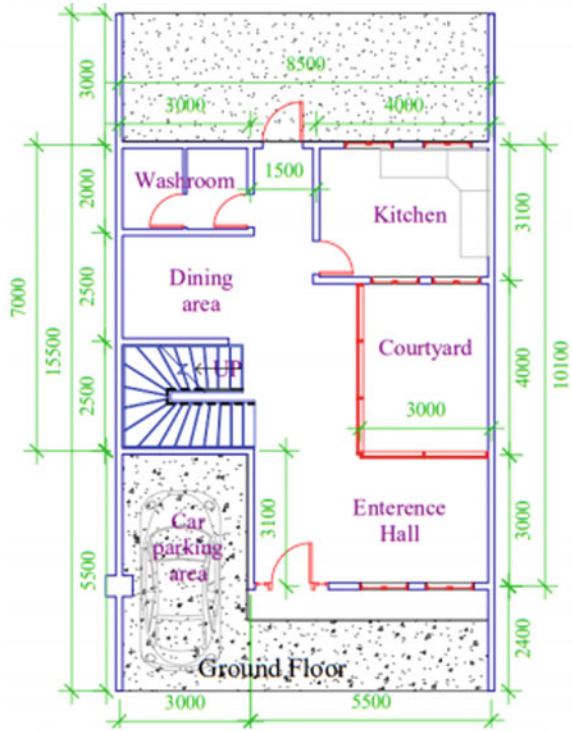 8500
3000
3000
4000
1500
Washroom
2000
Kitchen
3100
Dining
area
2500
7000
15500
UP
Courtyard
4000
10100
3000
2500
3100
Enterence
Hall
3000
Car
parking
area
5500
2400
Ground Floor
3000
5500